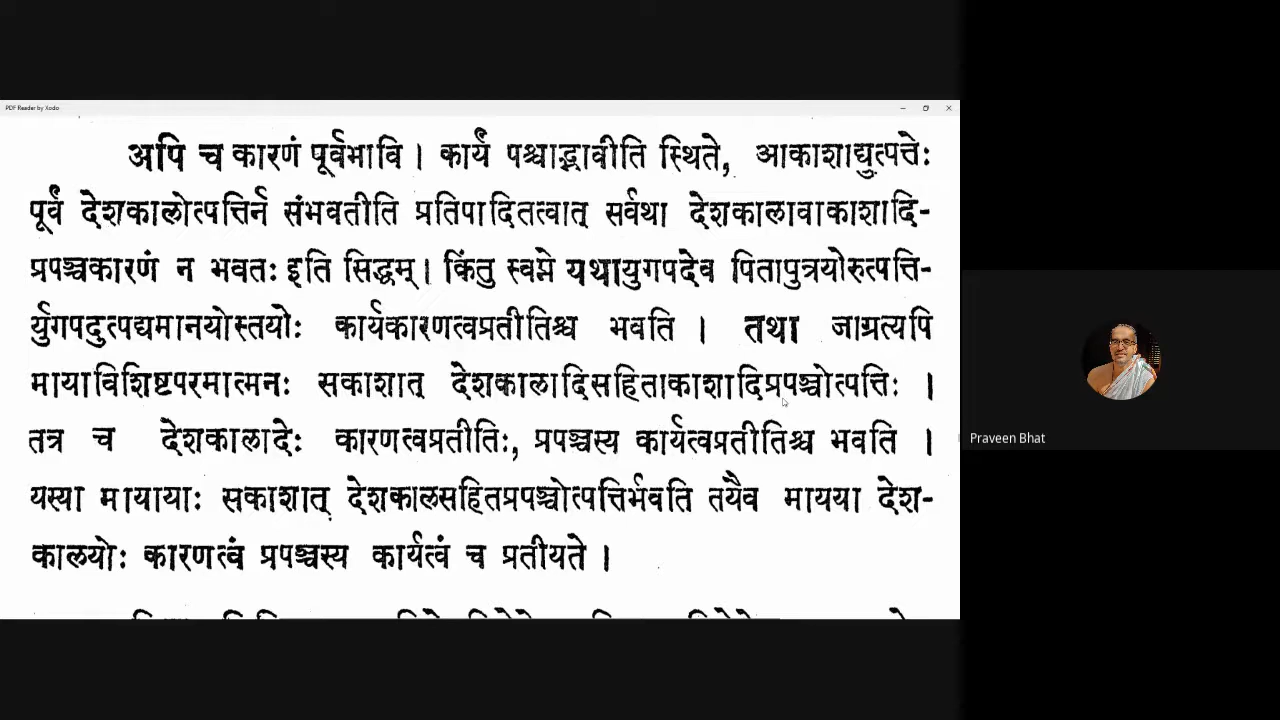 PDF Reader by Xodo
अपि च कारणं पूर्वभावि । कार्यं पश्चाद्भावीति स्थिते, आकाशाद्युत्पत्तेः
पूर्वं देशकालोत्पत्तिर्न संभवतीति प्रतिपादितत्वात् सर्वथा देशकालावाकाशादि-
प्रपञ्चकारणं न भवतः इति सिद्धम् । किंतु स्वप्ने यथायुगपदेव पितापुत्रयोरुत्पत्ति-
र्युगपदुत्पद्यमानयोस्तयोः कार्यकारणत्वप्रतीतिश्च भवति । तथा जाग्रत्यपि
मायाविशिष्टपरमात्मनः सकाशात् देशकालादिसहिताकाशादिप्रपञ्चोत्पत्तिः ।
तत्र च देशकालादेः कारणत्वप्रतीतिः, प्रपञ्चस्य कार्यत्वप्रतीतिश्च भवति ।
यस्या मायायाः सकाशात् देशकालसहितप्रपञ्चोत्पत्तिर्भवति तयैव मायया देश-
कालयोः कारणत्वं प्रपञ्चस्य कार्यत्वं च प्रतीयते ।
Praveen Bhat